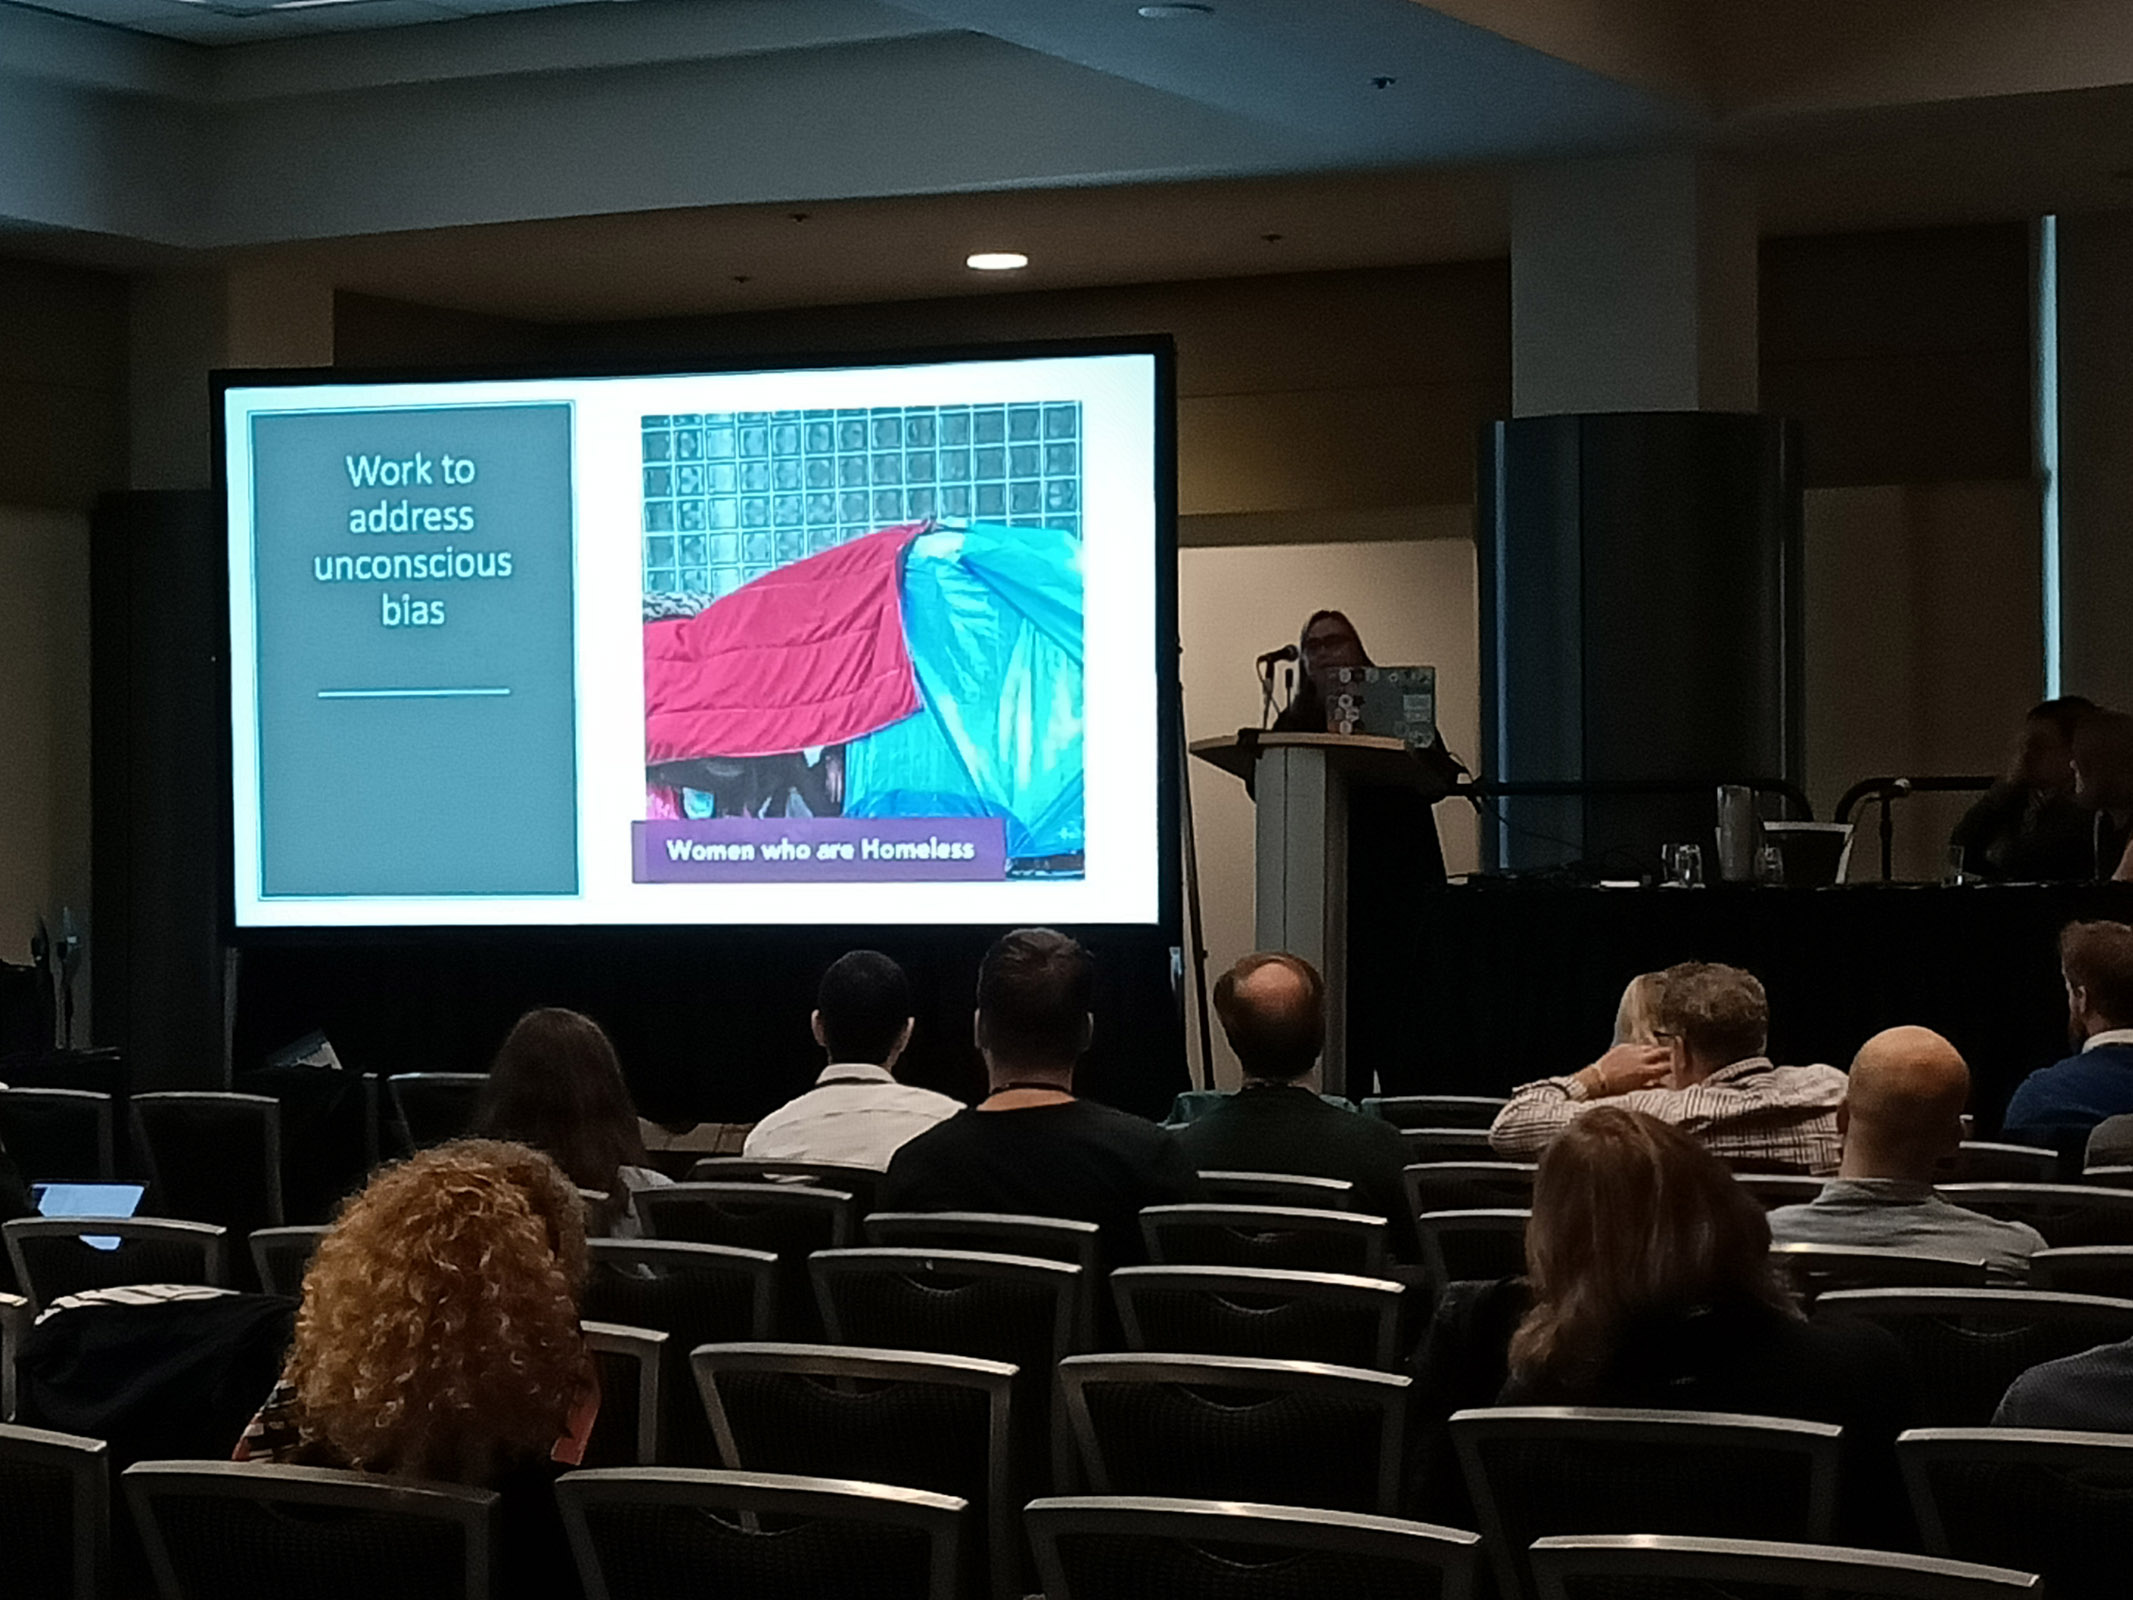 Work to
address
unconscious
bias
Women who are Homeless